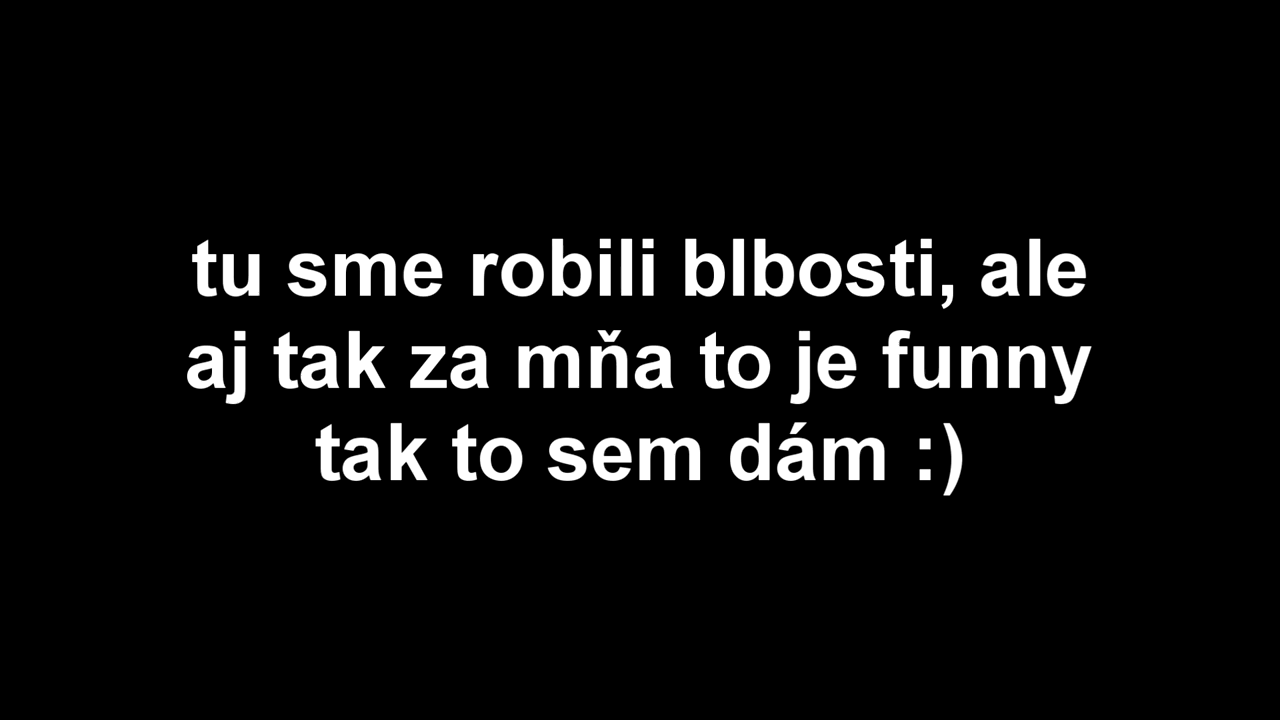 tu sme robili blbosti, ale
aj tak za mňa to je funny
tak to sem dám :)